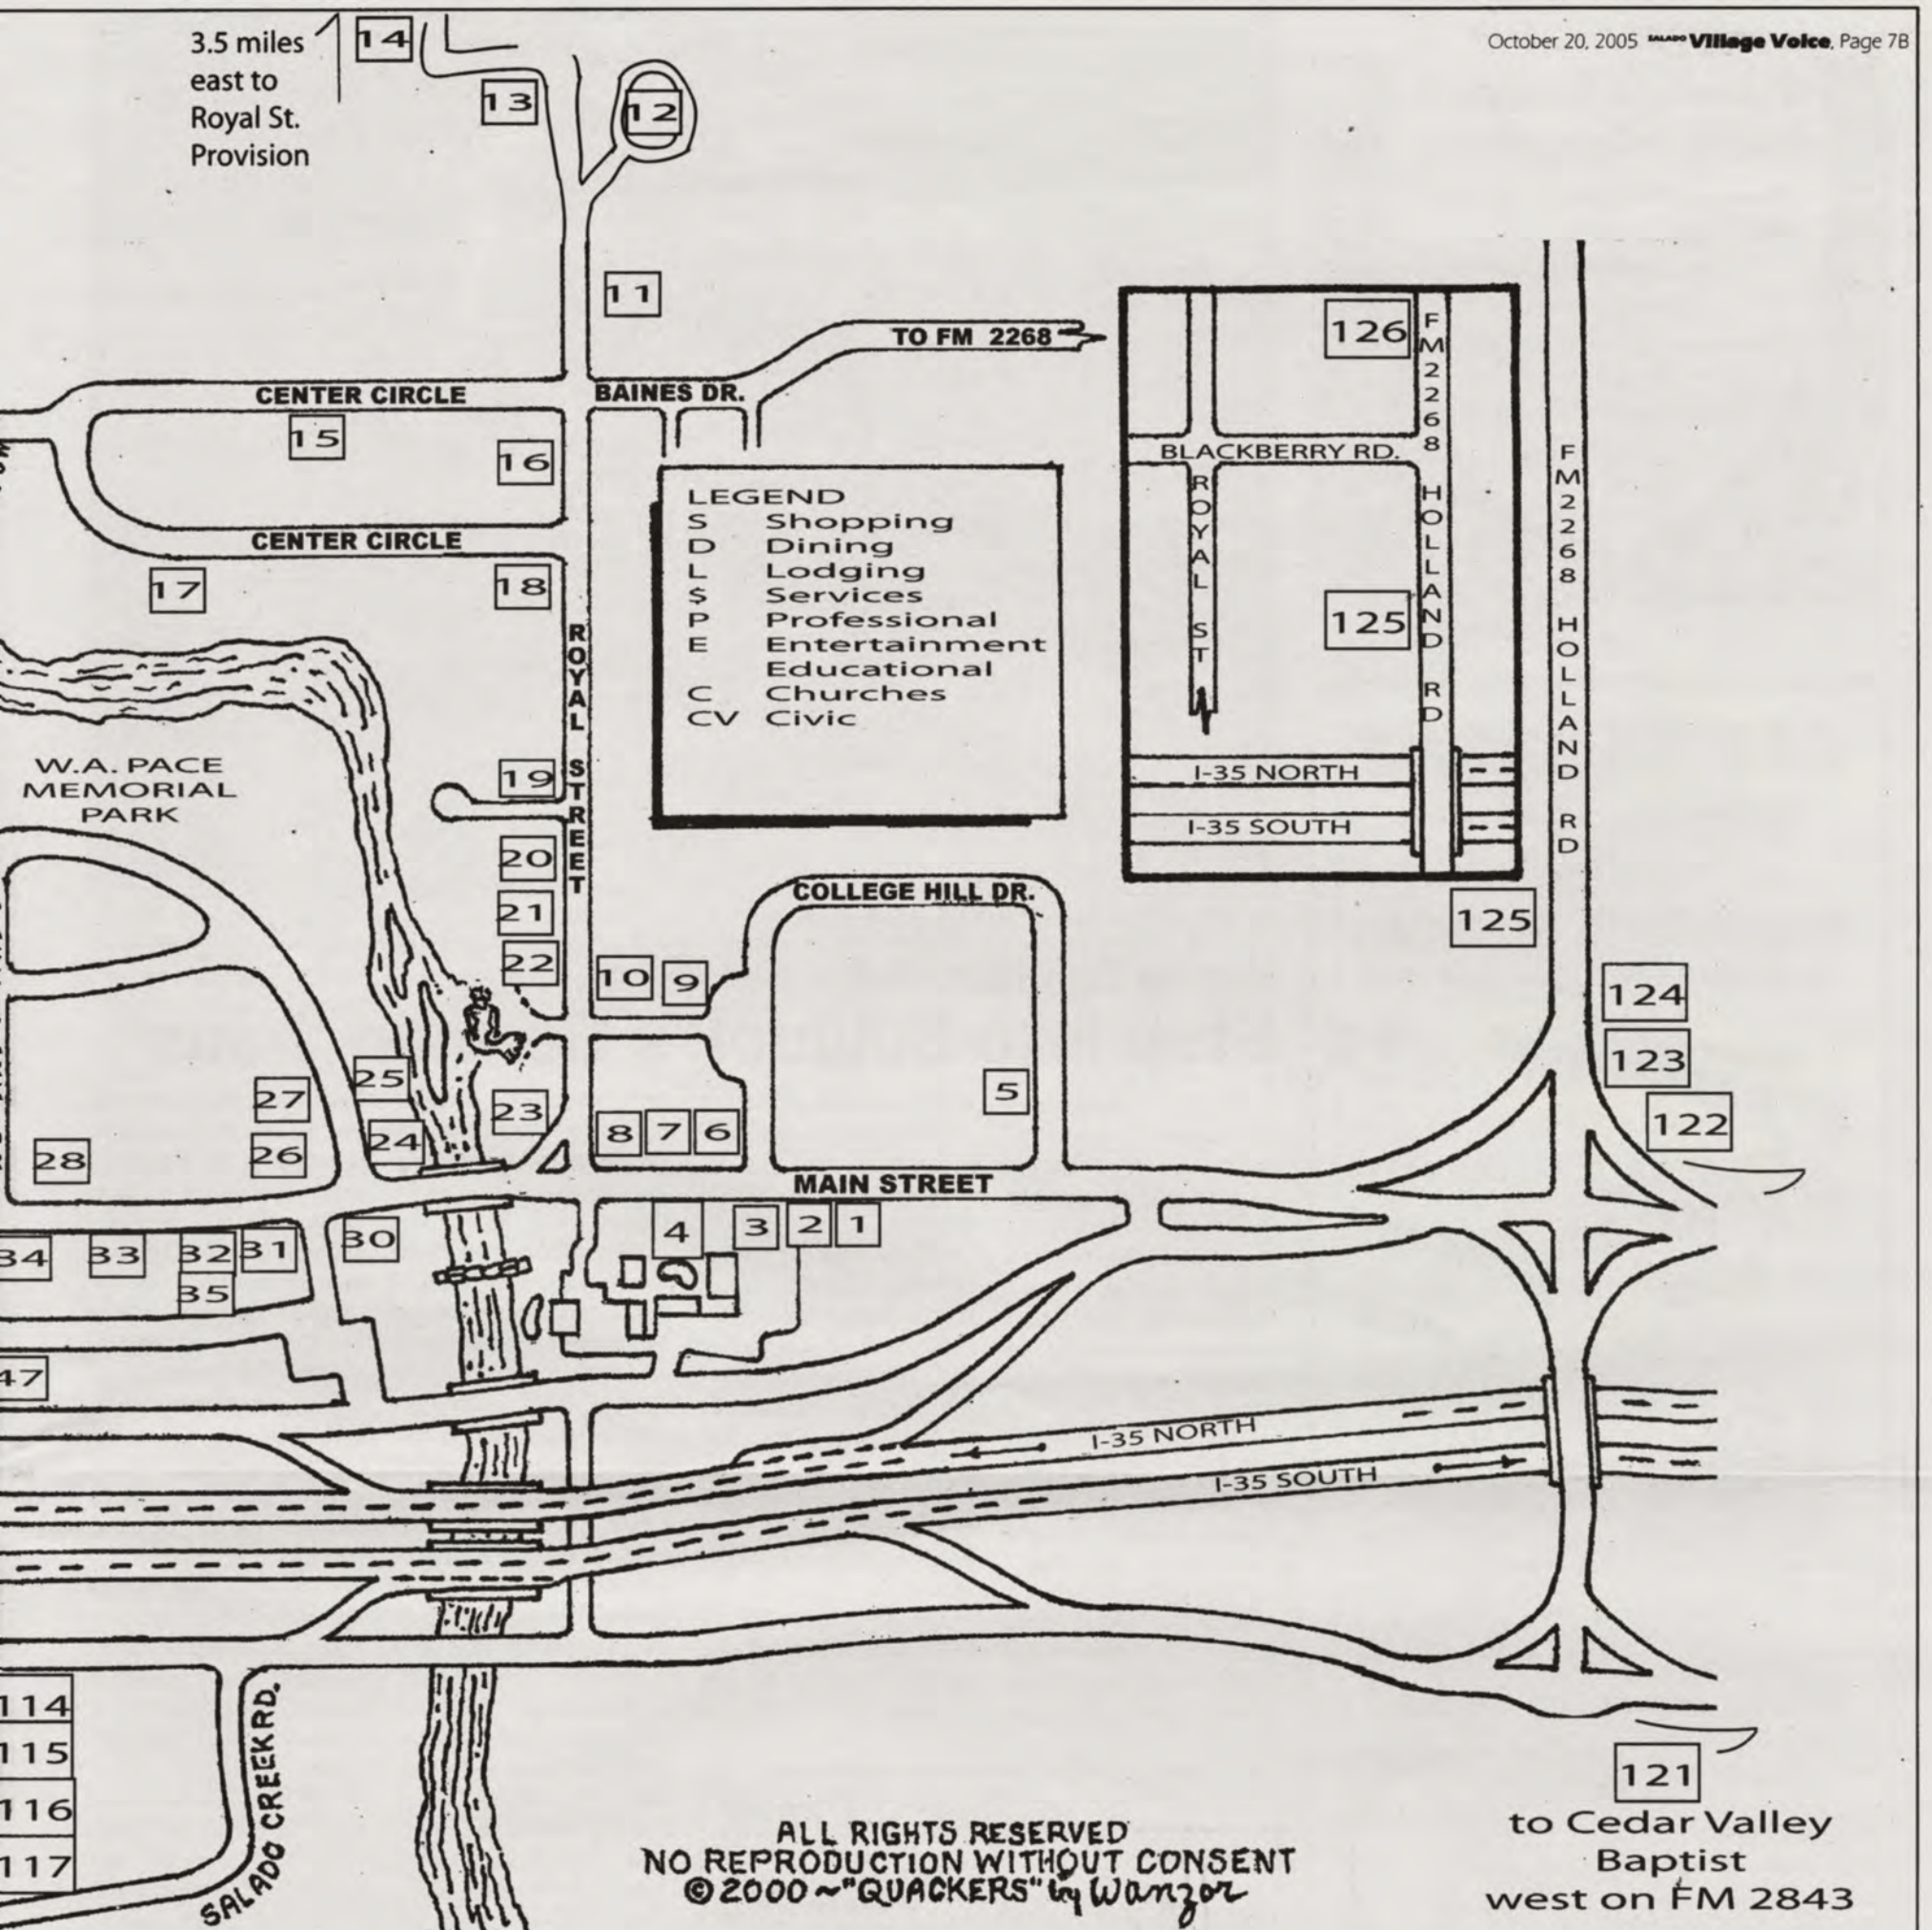 October 20, 2005 SALADO Village Voice, Page 7B
3.5 miles
east to
Royal St.
Provision
14
13
12
11
TO FM 2268
CENTER CIRCLE
BAINES DR.
15
16
CENTER CIRCLE
17
18
ROYAL STREET
LEGEND
S Shopping
D Dining
L Lodging
$ Services
P Professional
E Entertainment
Educational
C Churches
CV Civic
126
FM2268 HOLLAND RD
BLACKBERRY RD.
ROYAL ST
125
I-35 NORTH
I-35 SOUTH
FM2268 HOLLAND RD
W.A. PACE
MEMORIAL
PARK
19
20
21
22
10
9
COLLEGE HILL DR.
125
124
123
122
5
25
27
24
26
28
23
8
7
6
MAIN STREET
34
33
32
31
35
30
4
3
2
1
47
I-35 NORTH
I-35 SOUTH
114
115
116
117
SALADO CREEK RD.
121
to Cedar Valley
Baptist
west on FM 2843
ALL RIGHTS RESERVED
NO REPRODUCTION WITHOUT CONSENT
©2000~"QUACKERS" by Wanzor